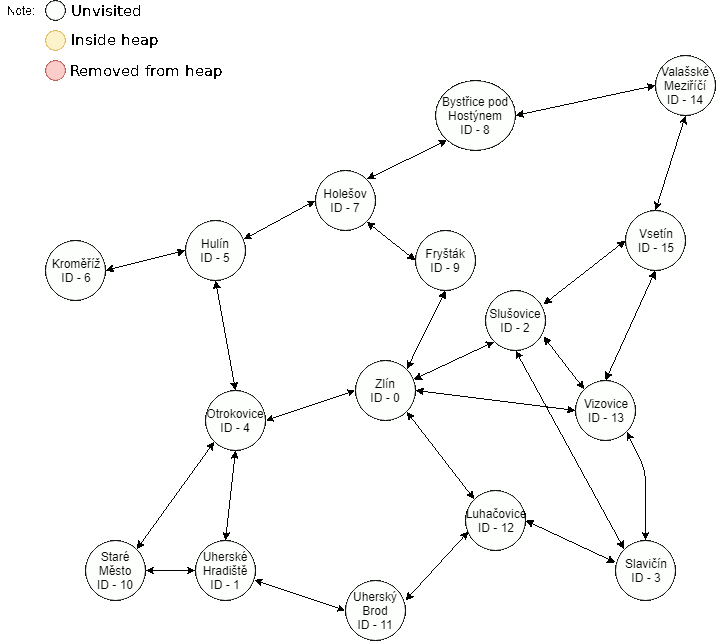 Note:
Unvisited
Inside heap
Removed from heap
Valašské
Meziříčí
ID - 14
Bystřice pod
Hostýnem
ID - 8
Holešov
ID - 7
Vsetín
ID - 15
Hulín
ID - 5
Fryšták
ID - 9
Kroměříž
ID - 6
Slušovice
ID - 2
Zlín
ID - 0
Vizovice
ID - 13
Otrokovice
ID - 4
Luhačovice
ID - 12
Staré
Město
ID - 10
Uherské
Hradiště
ID - 1
Slavičín
ID - 3
Uherský
Brod
ID - 11